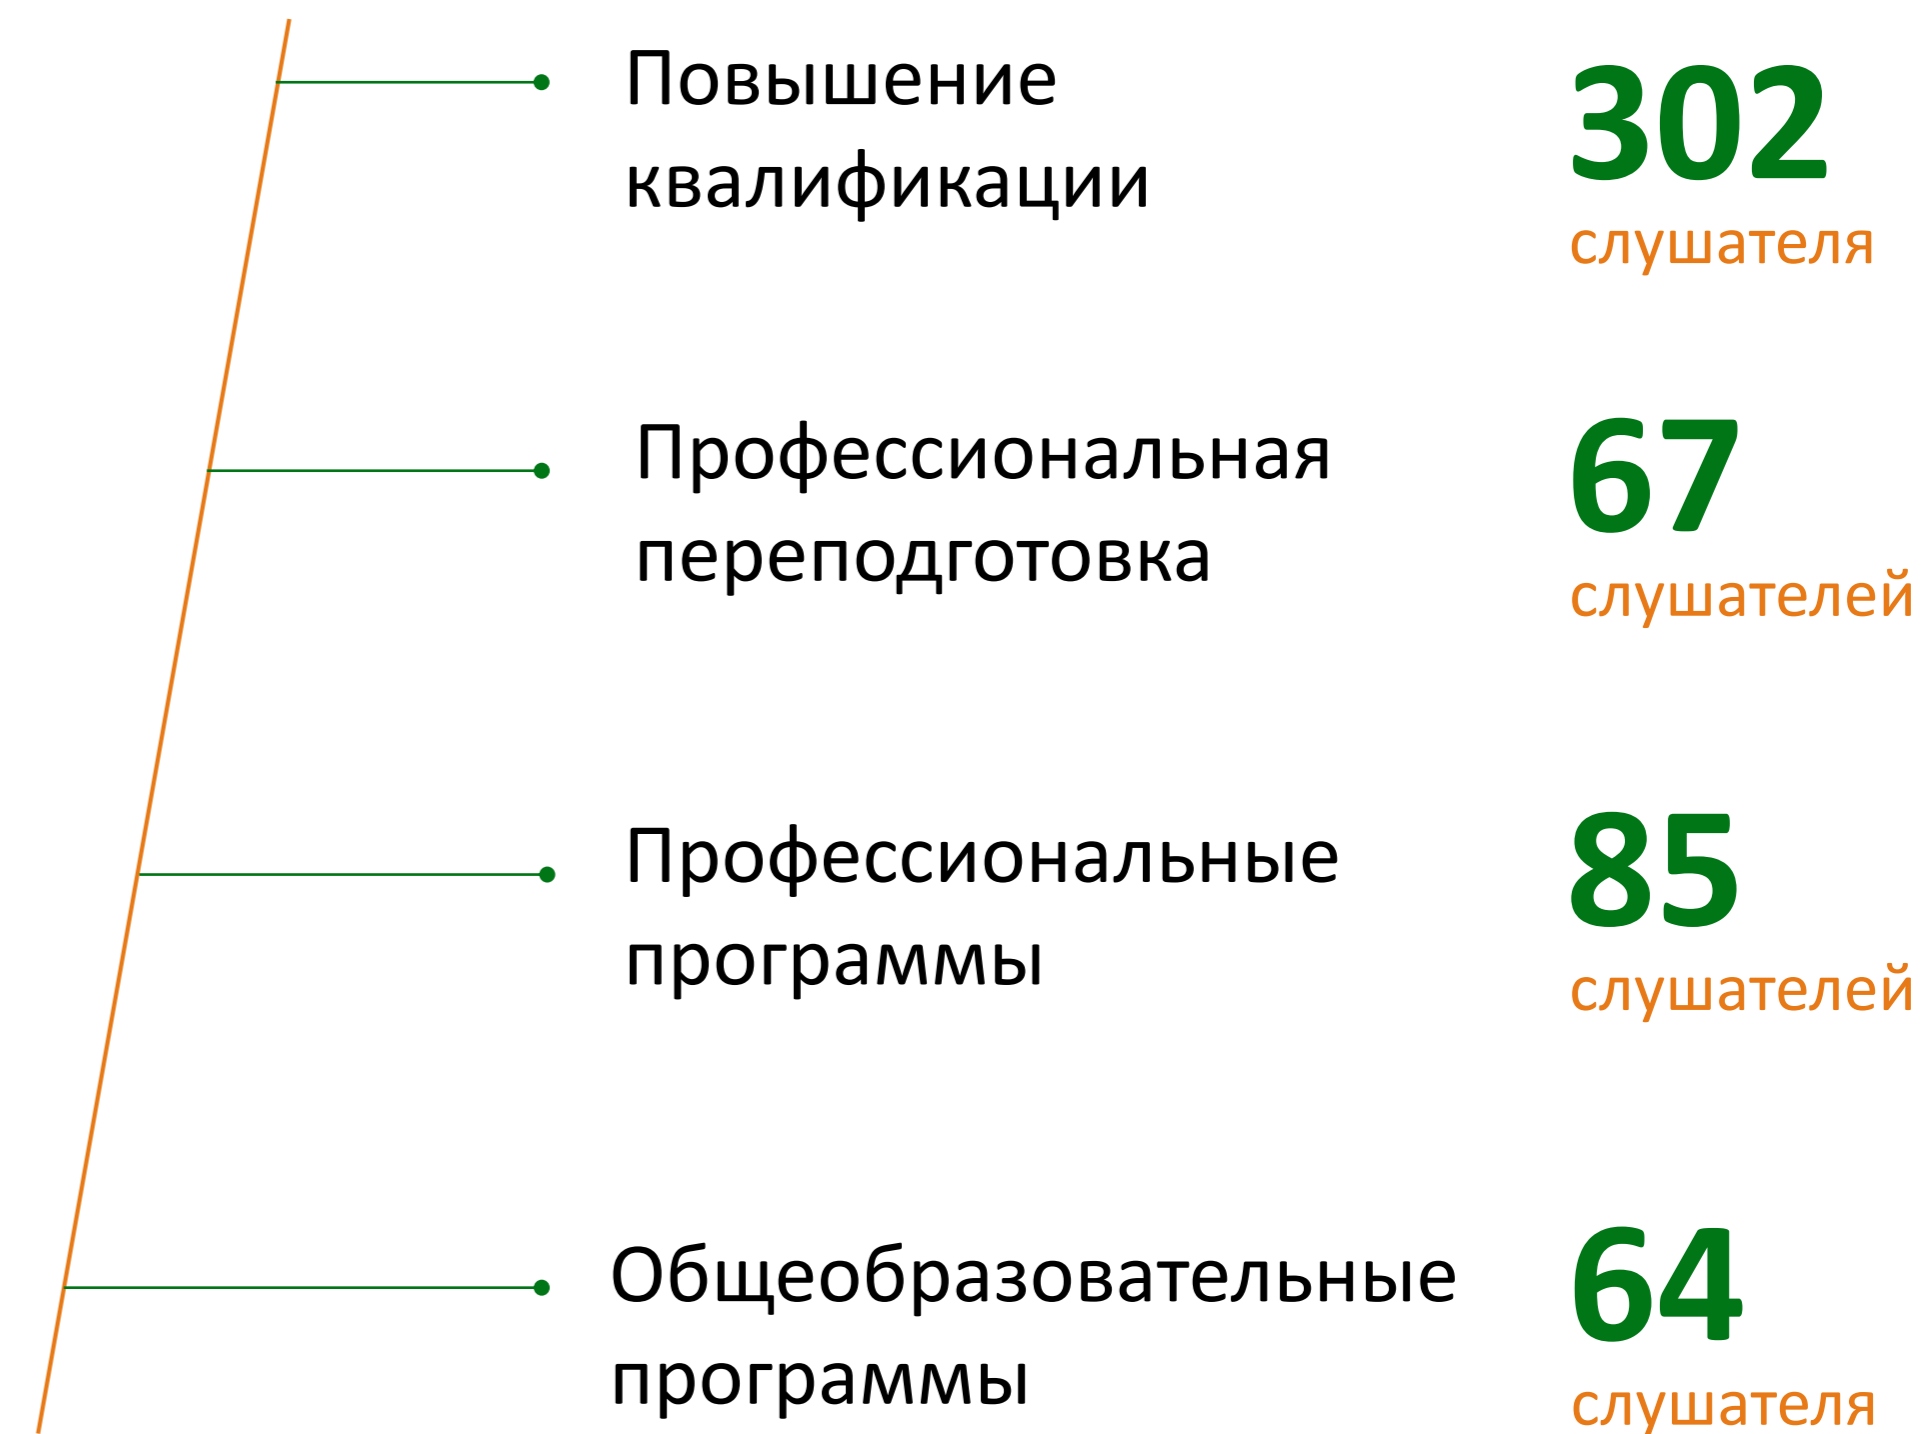 Повышение
квалификации
302
слушателя
Профессиональная
переподготовка
67
слушателей
Профессиональные
программы
85
слушателей
Общеобразовательные
программы
64
слушателя